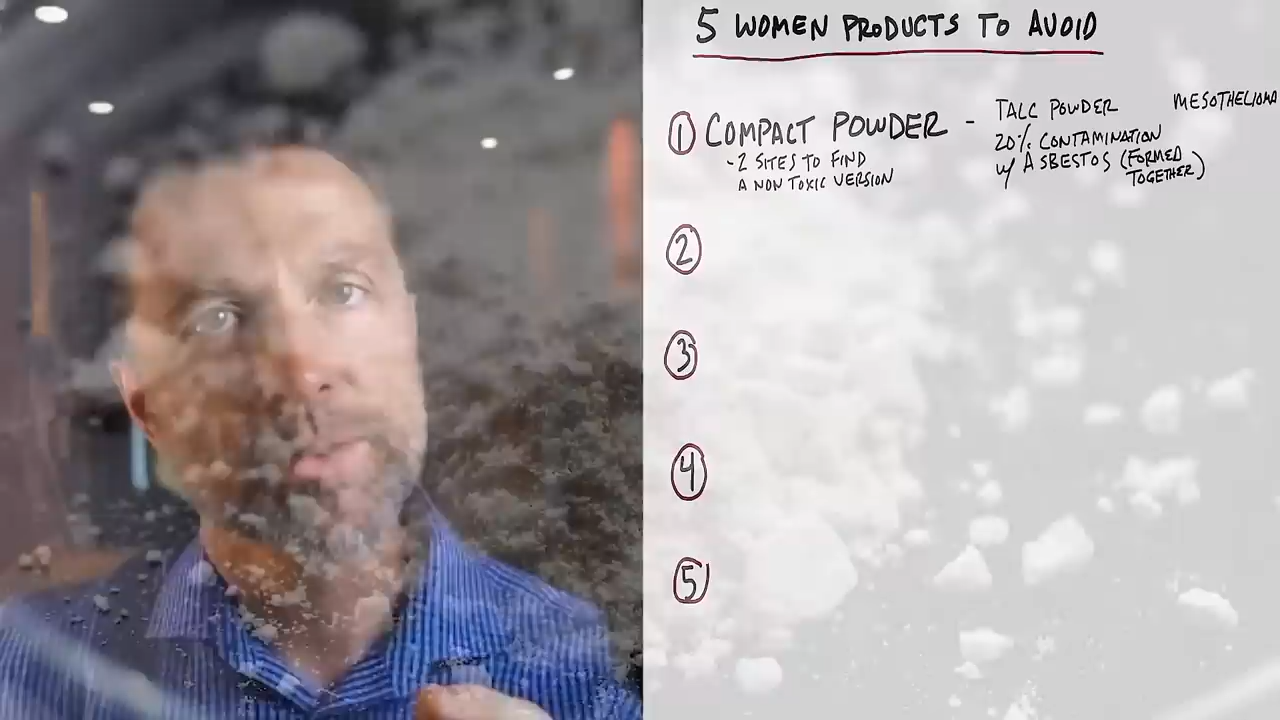 5 WOMEN PRODUCTS TO AVOID
① COMPACT POWDER -
- 2 SITES TO FIND
A NON TOXIC VERSION
TALC POWDER
20% CONTAMINATION
W/ ASBESTOS (FORMED
TOGETHER)
MESOTHELIOMA
②
③
④
⑤